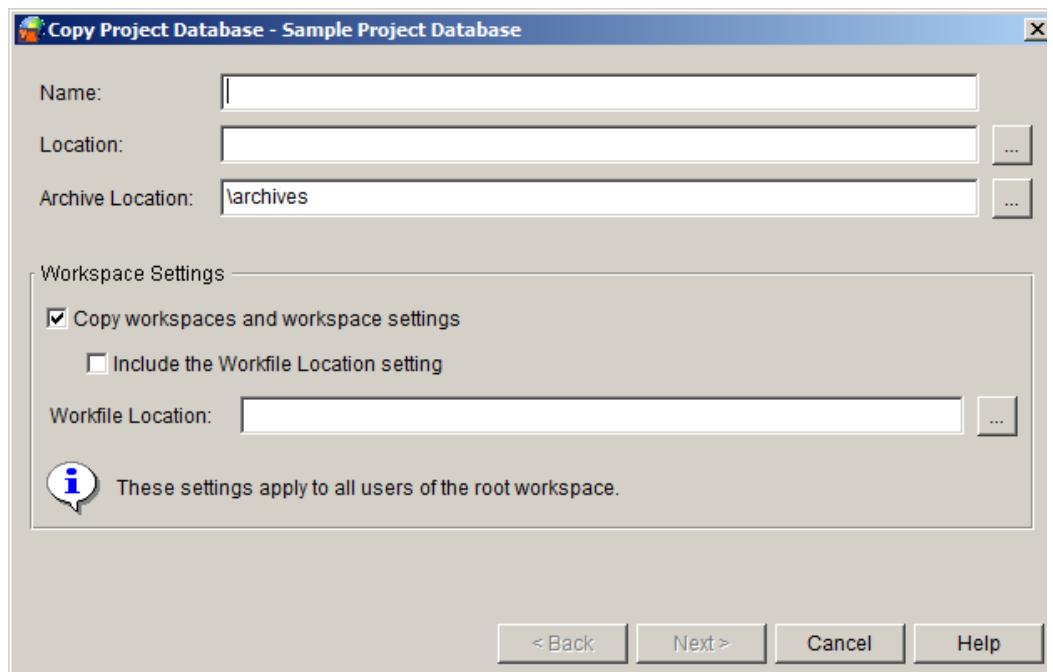 Copy Project Database - Sample Project Database
Name:
Location:
...
Archive Location:
\archives
...
Workspace Settings
Copy workspaces and workspace settings
Include the Workfile Location setting
Workfile Location:
...
These settings apply to all users of the root workspace.
< Back
Next >
Cancel
Help